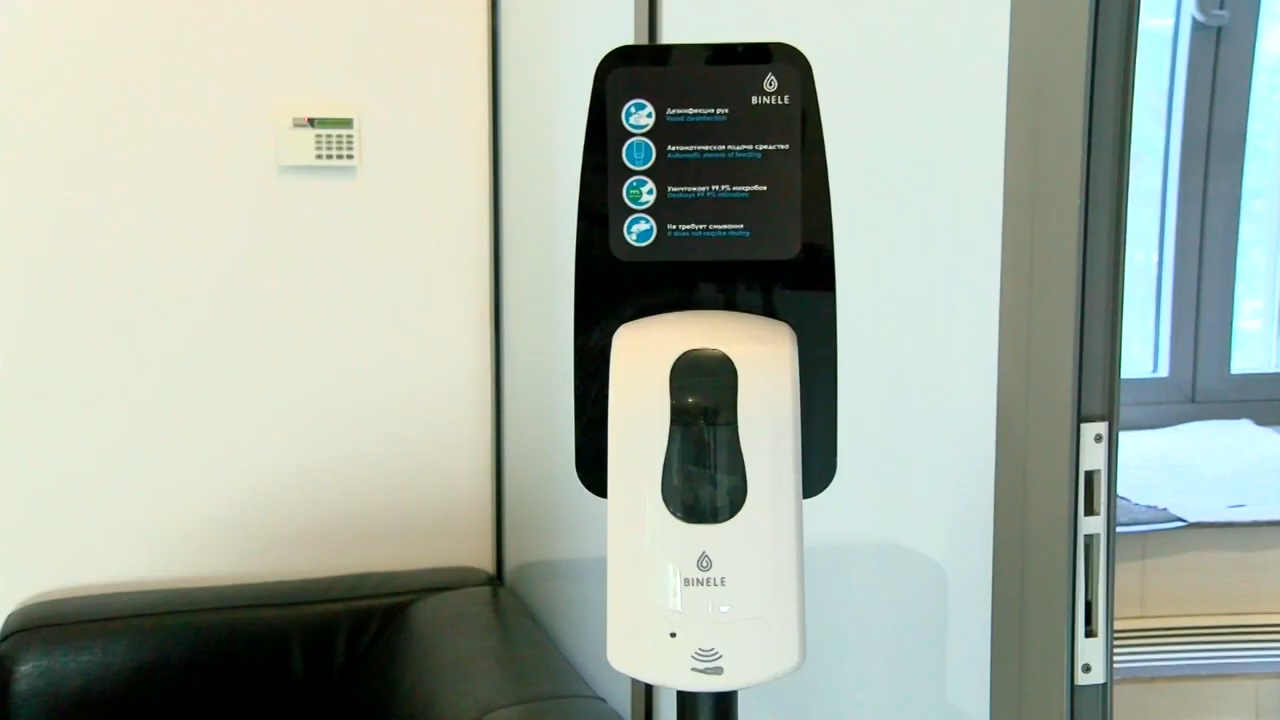 BINELE
Дезинфекция рук
Hand desinfection
Автоматическая подача средства
Automatic means of feeding
Уничтожает 99,9% микробов
Destroys 99.9% microbes
Не требует смывания
It does not require rinsing
BINELE